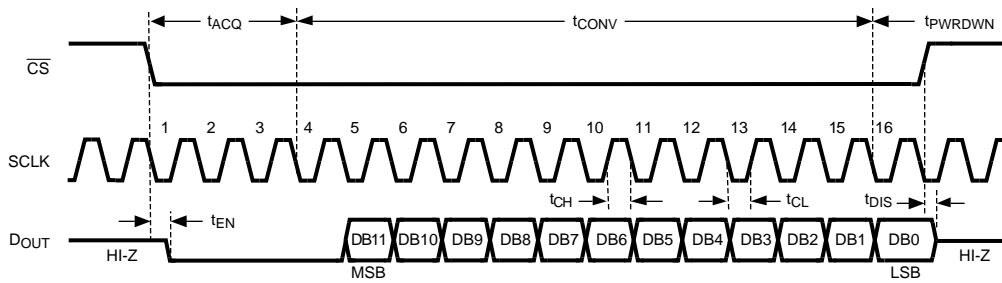 tACQ tCONV tPWRDWN
CS
1 2 3 4 5 6 7 8 9 10 11 12 13 14 15 16
SCLK
tCH tCL tDIS
tEN
DOUT DB11 DB10 DB9 DB8 DB7 DB6 DB5 DB4 DB3 DB2 DB1 DB0
HI-Z MSB LSB HI-Z